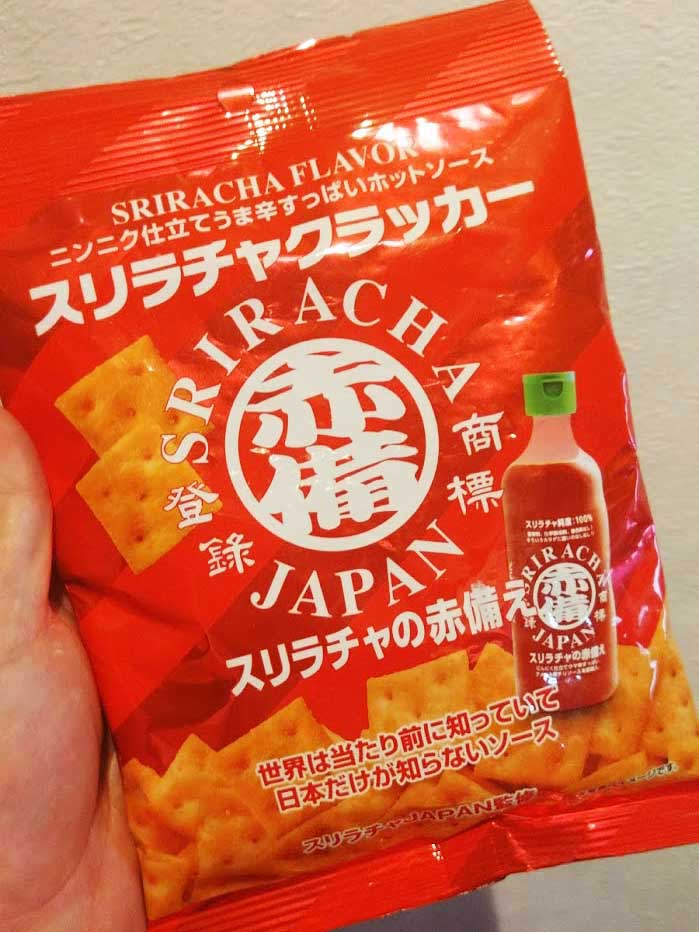 SRIRACHA FLAVOR
ニンニク仕立てうま辛すっぱいホットソース
スリラチャクラッカー
SRIRACHA
赤備
登録
商標
JAPAN
スリラチャの赤備え
スリラチャ純度:100%
SRIRACHA
赤備
登録
商標
JAPAN
スリラチャの赤備え
世界は当たり前に知っていて
日本だけが知らないソース
スリラチャJAPAN監修